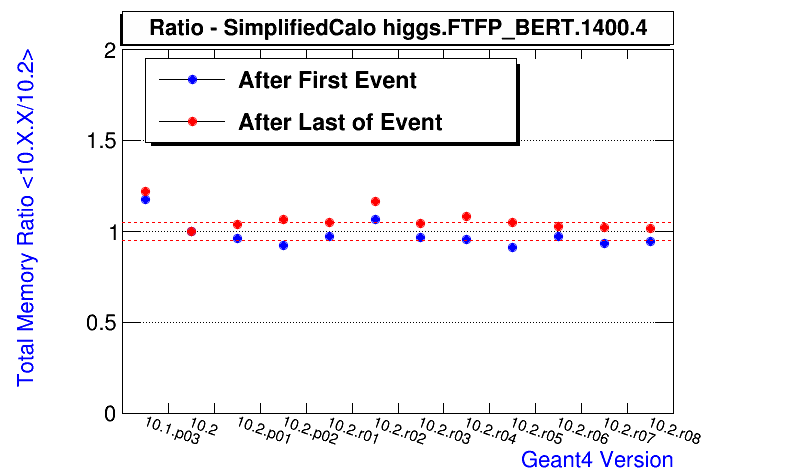 Ratio - SimplifiedCalo higgs.FTFP_BERT.1400.4
Total Memory Ratio <10.X.X/10.2>
2
1.5
1
0.5
0
After First Event
After Last of Event
10.1.p03
10.2
10.2.p01
10.2.p02
10.2.r01
10.2.r02
10.2.r03
10.2.r04
10.2.r05
10.2.r06
10.2.r07
10.2.r08
Geant4 Version